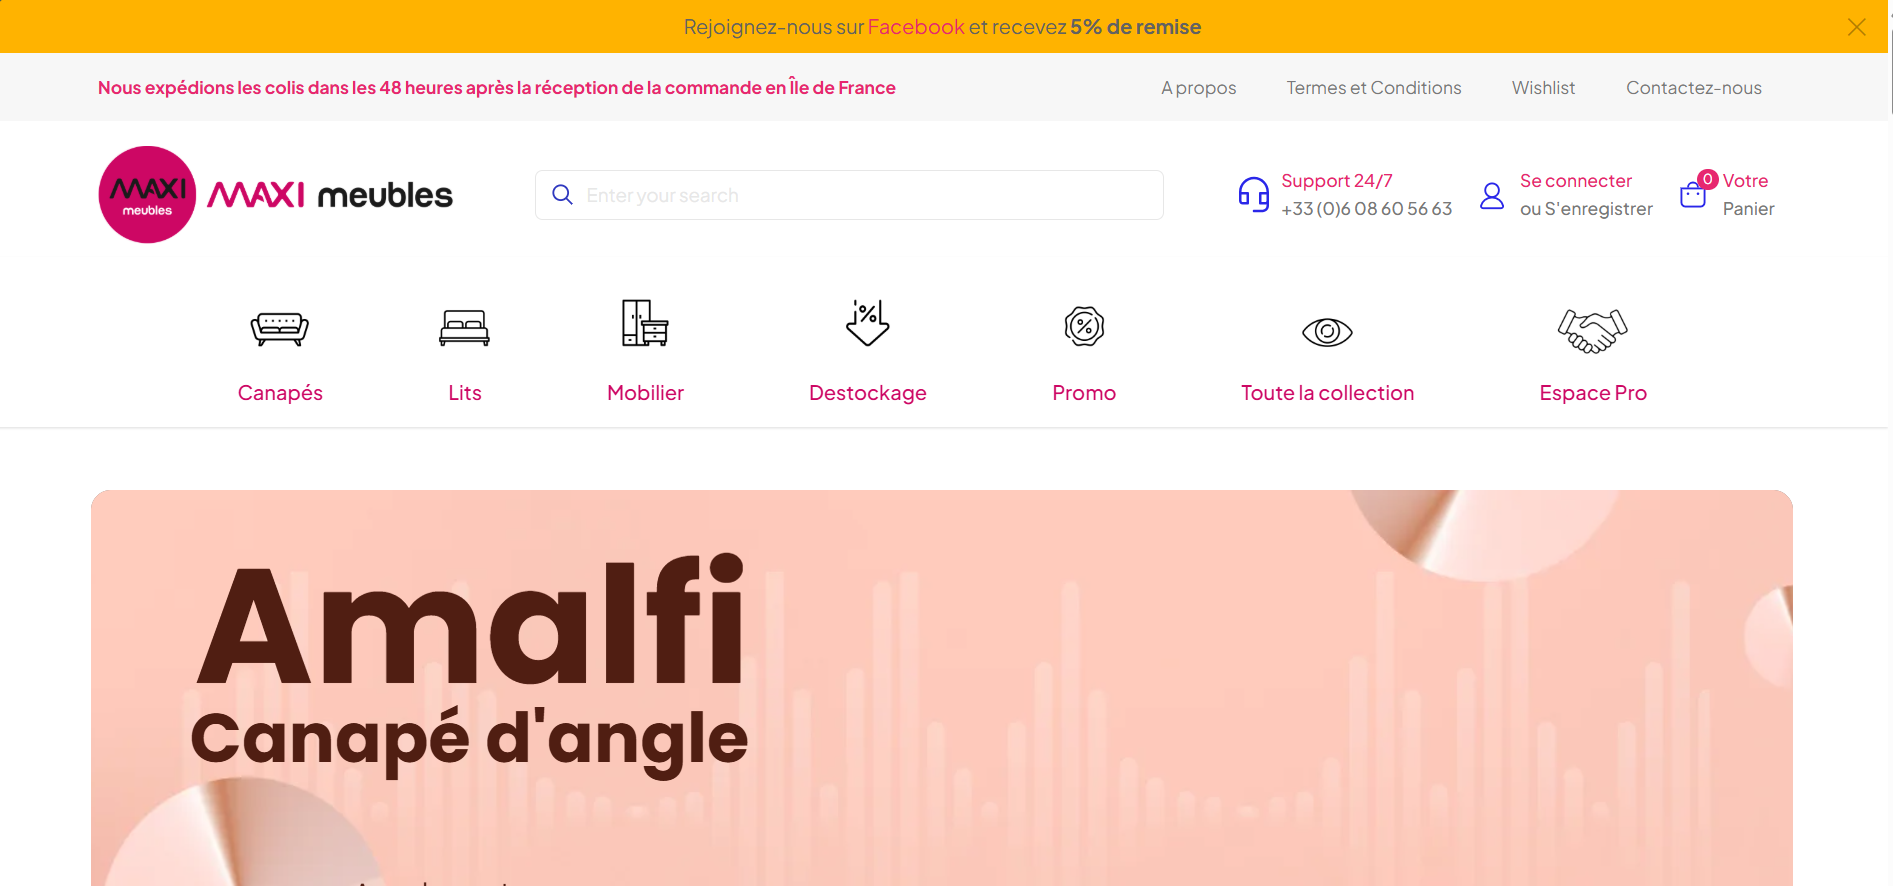 Rejoignez-nous sur Facebook et recevez 5% de remise
Nous expédions les colis dans les 48 heures après la réception de la commande en Île de France
A propos
Termes et Conditions
Wishlist
Contactez-nous
MAXI
meubles
MAXI meubles
Enter your search
Support 24/7
+33 (0)6 08 60 56 63
Se connecter
ou S'enregistrer
0
Votre
Panier
Canapés
Lits
Mobilier
Destockage
Promo
Toute la collection
Espace Pro
Amalfi
Canapé d'angle